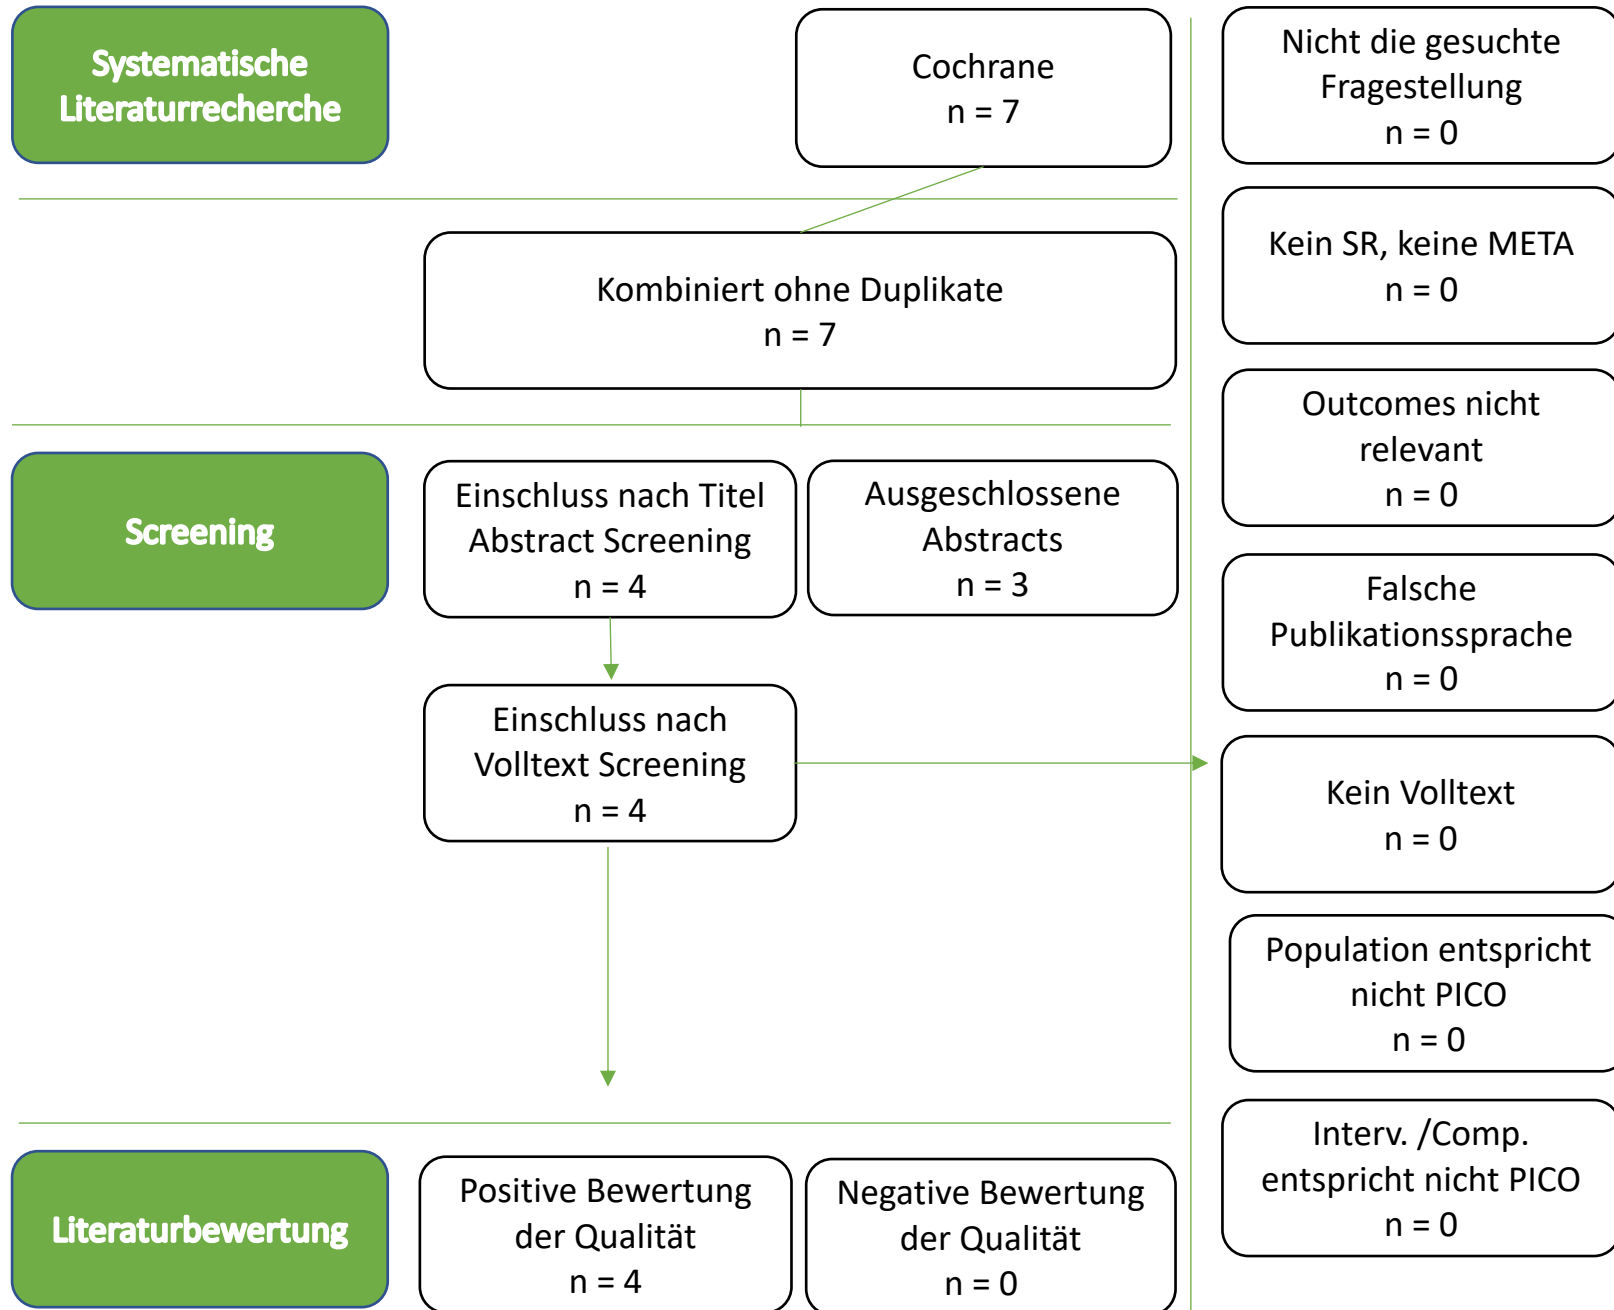 Systematische
Literaturrecherche
Cochrane
n = 7
Kombiniert ohne Duplikate
n = 7
Screening
Einschluss nach Titel
Abstract Screening
n = 4
Ausgeschlossene
Abstracts
n = 3
Einschluss nach
Volltext Screening
n = 4
Literaturbewertung
Positive Bewertung
der Qualität
n = 4
Negative Bewertung
der Qualität
n = 0
Nicht die gesuchte
Fragestellung
n = 0
Kein SR, keine META
n = 0
Outcomes nicht
relevant
n = 0
Falsche
Publikationssprache
n = 0
Kein Volltext
n = 0
Population entspricht
nicht PICO
n = 0
Interv. /Comp.
entspricht nicht PICO
n = 0